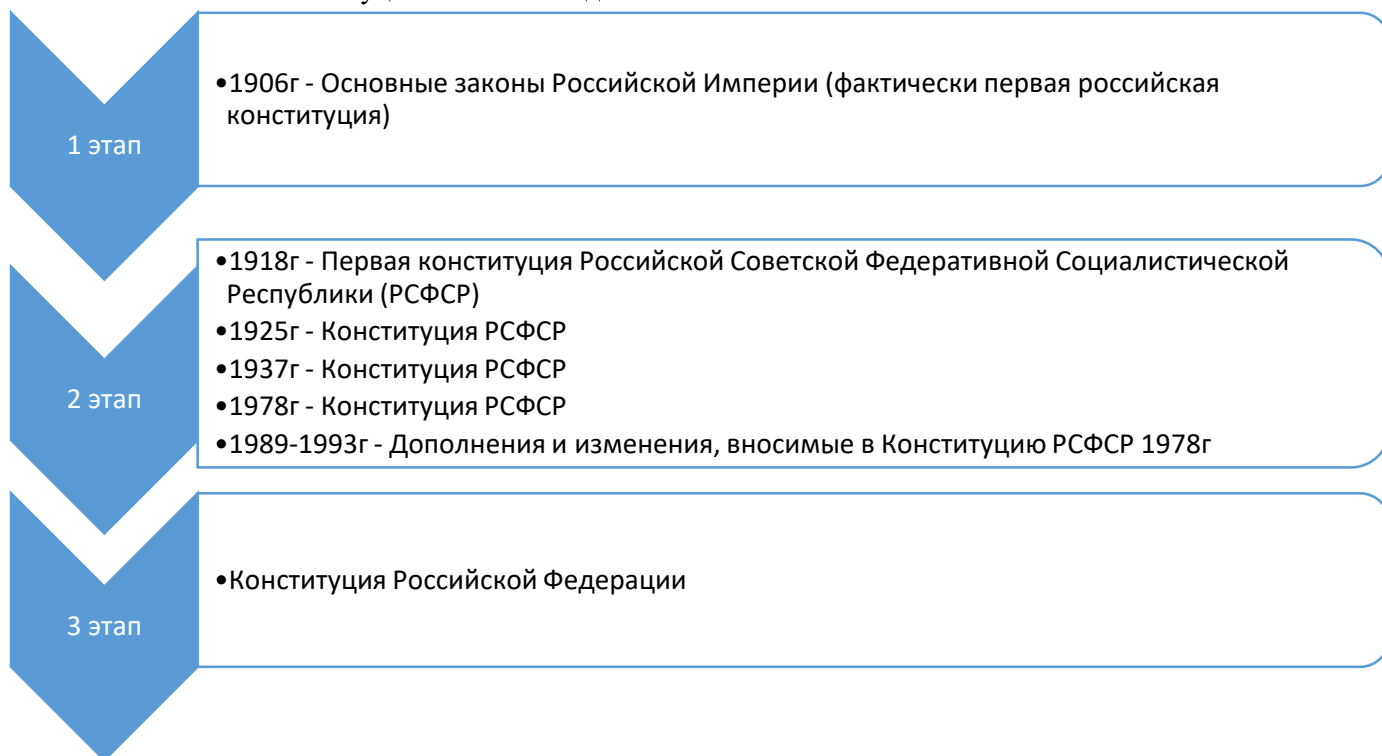 1 этап
•1906г - Основные законы Российской Империи (фактически первая российская
конституция)
2 этап
•1918г - Первая конституция Российской Советской Федеративной Социалистической
Республики (РСФСР)
•1925г - Конституция РСФСР
•1937г - Конституция РСФСР
•1978г - Конституция РСФСР
•1989-1993г - Дополнения и изменения, вносимые в Конституцию РСФСР 1978г
3 этап
•Конституция Российской Федерации